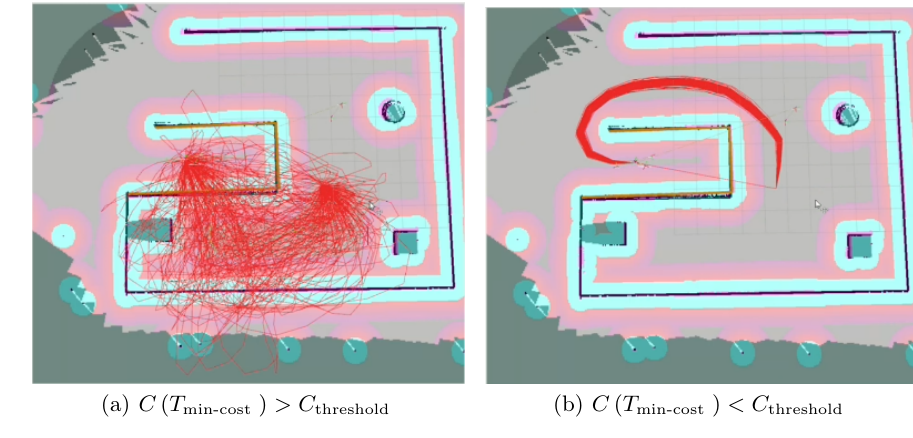 (a) C (T_min-cost ) > C_threshold
(b) C (T_min-cost ) < C_threshold